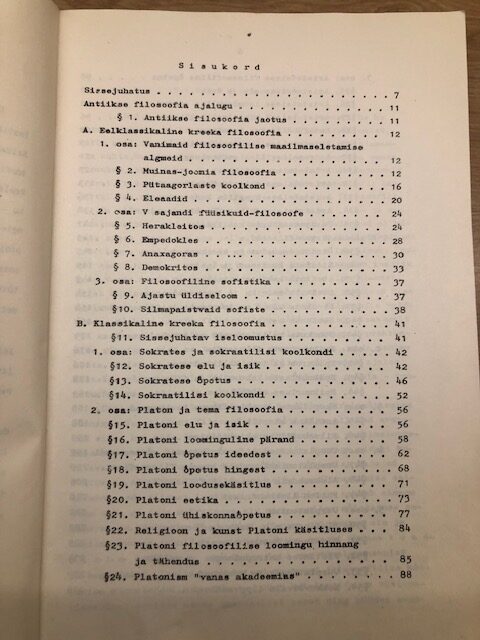 Sisukord
Sissejuhatus . . . . . . . . . . . . . . . . . . . 7
Antiikse filosoofia ajalugu . . . . . . . . . . . . 11
§ 1. Antiikse filosoofia jaotus . . . . . . . . . 11
A. Eelklassikaline kreeka filosoofia . . . . . . . . 12
1. osa: Vanimaid filosoofilise maailmaseletamise
algmeid . . . . . . . . . . . . . . . . 12
§ 2. Muinas-joonia filosoofia . . . . . . . . . . 12
§ 3. Pütaagorlaste koolkond . . . . . . . . . . . 16
§ 4. Eleaadid . . . . . . . . . . . . . . . . . . 20
2. osa: V sajandi füüsikuid-filosoofe . . . . . . . 24
§ 5. Herakleitos . . . . . . . . . . . . . . . . 24
§ 6. Empedokles . . . . . . . . . . . . . . . . . 28
§ 7. Anaxagoras . . . . . . . . . . . . . . . . . 30
§ 8. Demokritos . . . . . . . . . . . . . . . . . 33
3. osa: Filosoofiline sofistika . . . . . . . . . . 37
§ 9. Ajastu üldiseloom . . . . . . . . . . . . . 37
§10. Silmapaistvaid sofiste . . . . . . . . . . . 38
B. Klassikaline kreeka filosoofia . . . . . . . . . 41
§11. Sissejuhatav iseloomustus . . . . . . . . . 41
1. osa: Sokrates ja sokraatilisi koolkondi . . . . 42
§12. Sokratese elu ja isik . . . . . . . . . . . 42
§13. Sokratese õpetus . . . . . . . . . . . . . . 46
§14. Sokraatilisi koolkondi . . . . . . . . . . . 52
2. osa: Platon ja tema filosoofia . . . . . . . . . 56
§15. Platoni elu ja isik . . . . . . . . . . . . 56
§16. Platoni loominguline pärand . . . . . . . . 58
§17. Platoni õpetus ideedest . . . . . . . . . . 62
§18. Platoni õpetus hingest . . . . . . . . . . . 68
§19. Platoni loodusekäsitlus . . . . . . . . . . 71
§20. Platoni eetika . . . . . . . . . . . . . . . 73
§21. Platoni ühiskonnaõpetus . . . . . . . . . . 77
§22. Religioon ja kunst Platoni käsitluses . . . 84
§23. Platoni filosoofilise loomingu hinnang
ja tähendus . . . . . . . . . . . . . . . . 85
§24. Platonism "vanas akadeemias" . . . . . . . . 88